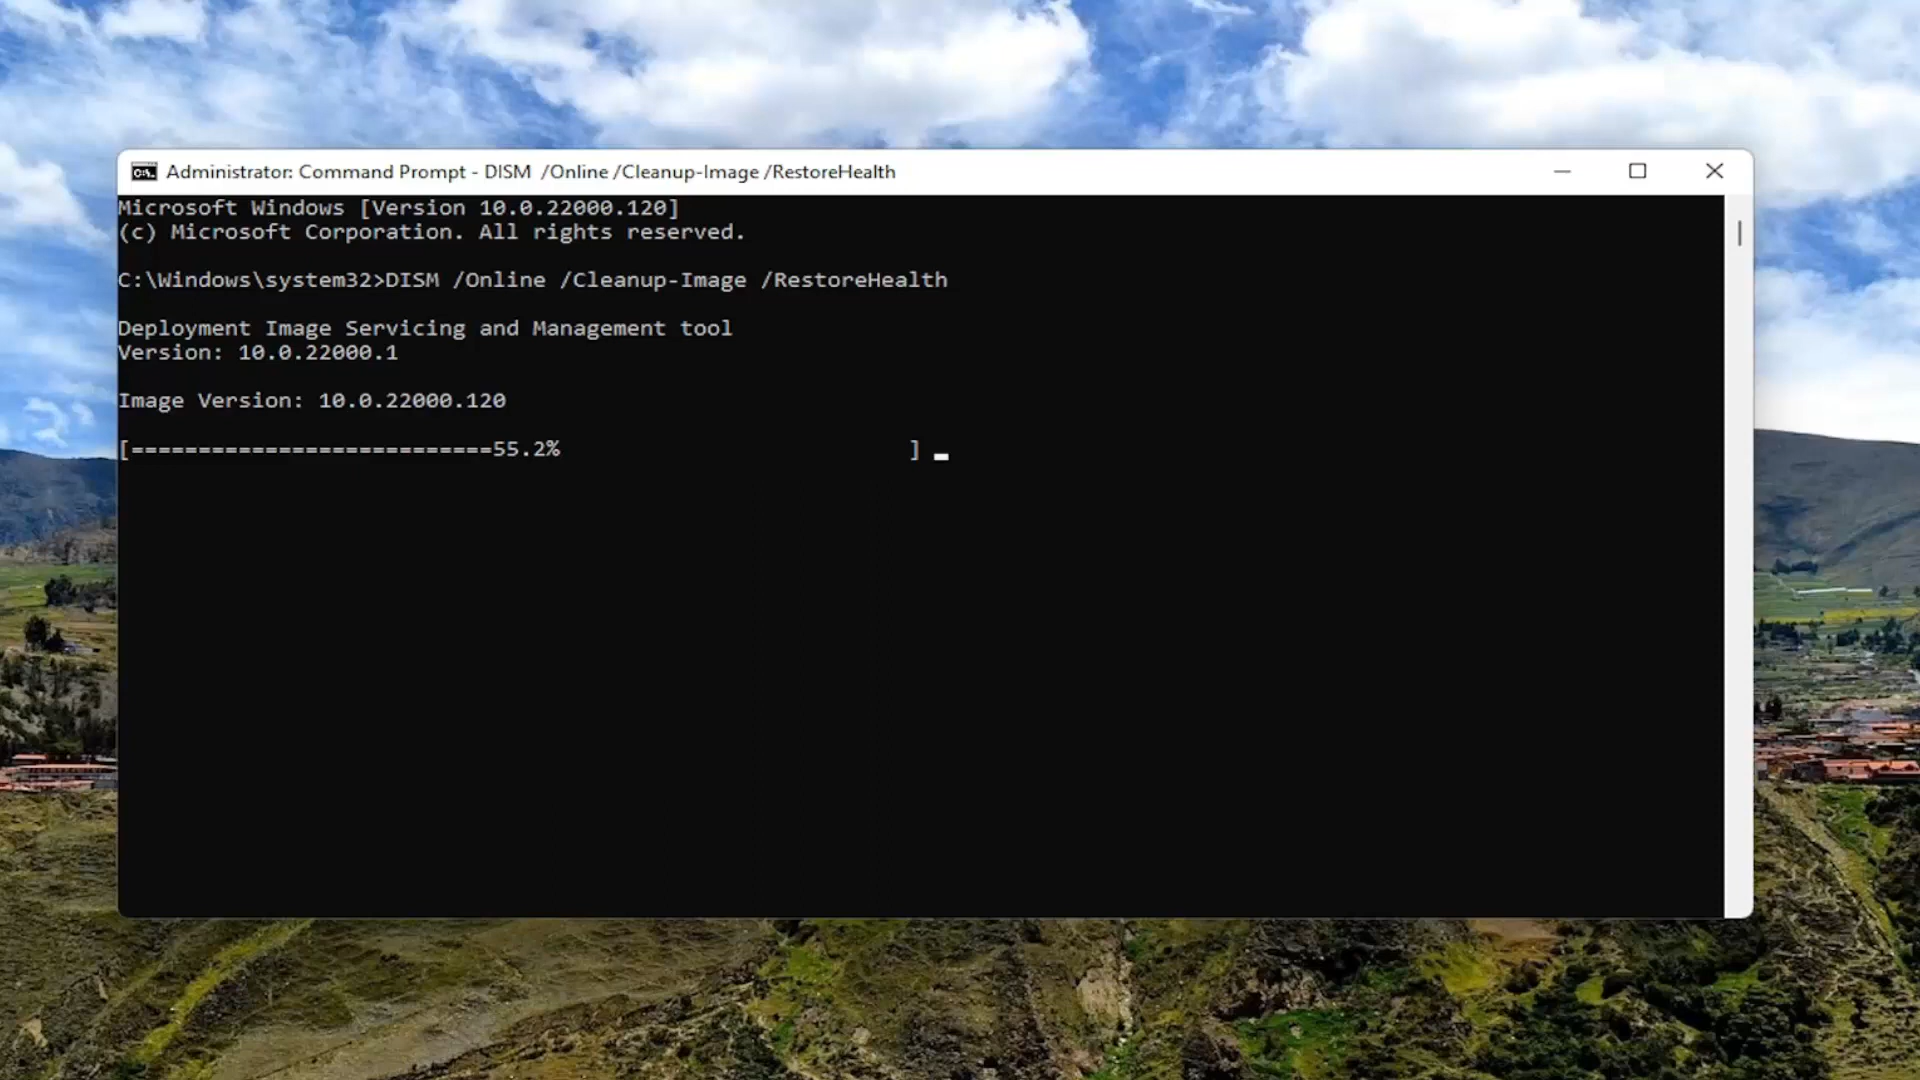 Administrator: Command Prompt - DISM  /Online /Cleanup-Image /RestoreHealth
Microsoft Windows [Version 10.0.22000.120]
(c) Microsoft Corporation. All rights reserved.
C:\Windows\system32>DISM /Online /Cleanup-Image /RestoreHealth
Deployment Image Servicing and Management tool
Version: 10.0.22000.1
Image Version: 10.0.22000.120
[===========================55.2%                          ]